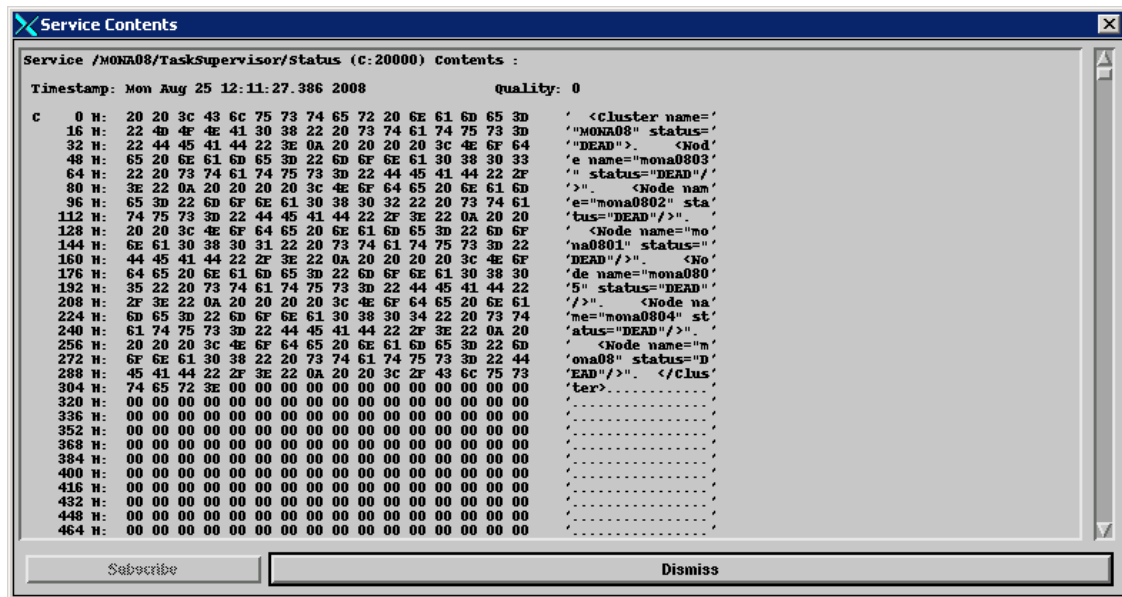 Service Contents
Service /MONA08/TaskSupervisor/Status (C:20000) Contents :
Timestamp: Mon Aug 25 12:11:27.386 2008 Quality: 0
C 0 H: 20 20 3C 43 6C 75 73 74 65 72 20 6E 61 6D 65 3D ' <Cluster name='
16 H: 22 4D 4F 4E 41 30 38 22 20 73 74 61 74 75 73 3D '"MONA08" status='
32 H: 22 44 45 41 44 22 3E 0A 20 20 20 20 3C 4E 6F 64 '"DEAD">. <Nod'
48 H: 65 20 6E 61 6D 65 3D 22 6D 6F 6E 61 30 38 30 33 'e name="mona0803'
64 H: 22 20 73 74 61 74 75 73 3D 22 44 45 41 44 22 2F '" status="DEAD"/'
80 H: 3E 22 0A 20 20 20 20 3C 4E 6F 64 65 20 6E 61 6D '>". <Node nam'
96 H: 65 3D 22 6D 6F 6E 61 30 38 30 32 22 20 73 74 61 'e="mona0802" sta'
112 H: 74 75 73 3D 22 44 45 41 44 22 2F 3E 22 0A 20 20 'tus="DEAD"/>". '
128 H: 20 20 3C 4E 6F 64 65 20 6E 61 6D 65 3D 22 6D 6F ' <Node name="mo'
144 H: 6E 61 30 38 30 31 22 20 73 74 61 74 75 73 3D 22 'na0801" status="'
160 H: 44 45 41 44 22 2F 3E 22 0A 20 20 20 20 3C 4E 6F 'DEAD"/>". <No'
176 H: 64 65 20 6E 61 6D 65 3D 22 6D 6F 6E 61 30 38 30 'de name="mona080'
192 H: 35 22 20 73 74 61 74 75 73 3D 22 44 45 41 44 22 '5" status="DEAD"'
208 H: 2F 3E 22 0A 20 20 20 20 3C 4E 6F 64 65 20 6E 61 '/>". <Node na'
224 H: 6D 65 3D 22 6D 6F 6E 61 30 38 30 34 22 20 73 74 'me="mona0804" st'
240 H: 61 74 75 73 3D 22 44 45 41 44 22 2F 3E 22 0A 20 'atus="DEAD"/>". '
256 H: 20 20 20 3C 4E 6F 64 65 20 6E 61 6D 65 3D 22 6D ' <Node name="m'
272 H: 6F 6E 61 30 38 22 20 73 74 61 74 75 73 3D 22 44 'ona08" status="D'
288 H: 45 41 44 22 2F 3E 22 0A 20 20 3C 2F 43 6C 75 73 'EAD"/>". </Clus'
304 H: 74 65 72 3E 00 00 00 00 00 00 00 00 00 00 00 00 'ter>............'
320 H: 00 00 00 00 00 00 00 00 00 00 00 00 00 00 00 00 '................'
336 H: 00 00 00 00 00 00 00 00 00 00 00 00 00 00 00 00 '................'
352 H: 00 00 00 00 00 00 00 00 00 00 00 00 00 00 00 00 '................'
368 H: 00 00 00 00 00 00 00 00 00 00 00 00 00 00 00 00 '................'
384 H: 00 00 00 00 00 00 00 00 00 00 00 00 00 00 00 00 '................'
400 H: 00 00 00 00 00 00 00 00 00 00 00 00 00 00 00 00 '................'
416 H: 00 00 00 00 00 00 00 00 00 00 00 00 00 00 00 00 '................'
432 H: 00 00 00 00 00 00 00 00 00 00 00 00 00 00 00 00 '................'
448 H: 00 00 00 00 00 00 00 00 00 00 00 00 00 00 00 00 '................'
464 H: 00 00 00 00 00 00 00 00 00 00 00 00 00 00 00 00 '................'
Subscribe Dismiss